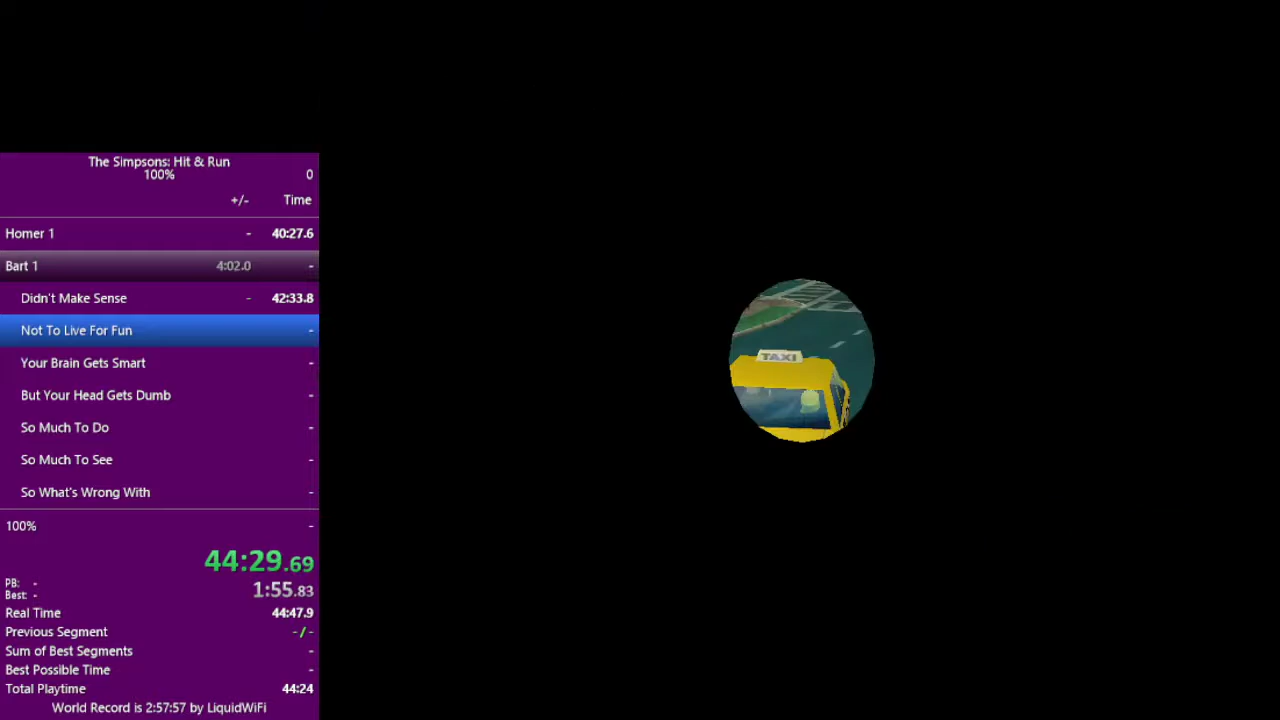 The Simpsons: Hit & Run
100% 0
+/- Time
Homer 1 - 40:27.6
Bart 1 4:02.0 -
Didn't Make Sense - 42:33.8
Not To Live For Fun -
Your Brain Gets Smart -
But Your Head Gets Dumb -
So Much To Do -
So Much To See -
So What's Wrong With -
100% -
44:29.69
PB: -
Best: - 1:55.83
Real Time 44:47.9
Previous Segment - / -
Sum of Best Segments -
Best Possible Time -
Total Playtime 44:24
World Record is 2:57:57 by LiquidWiFi
TAXI